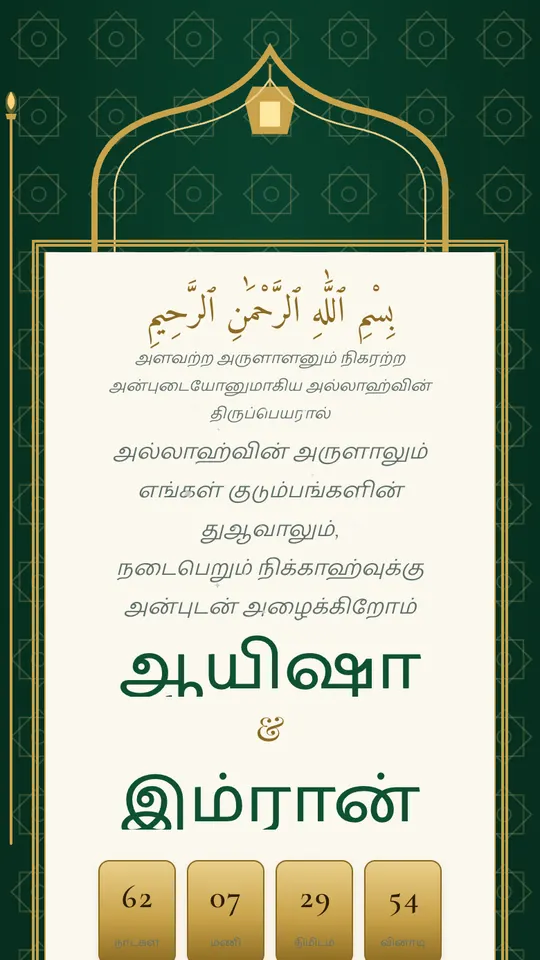 بِسْمِ ٱللَّهِ ٱلرَّحْمَٰنِ ٱلرَّحِيمِ
அளவற்ற அருளாளனும் நிகரற்ற
அன்புடையோனுமாகிய அல்லாஹ்வின்
திருப்பெயரால்
அல்லாஹ்வின் அருளாலும்
எங்கள் குடும்பங்களின்
துஆவாலும்,
நடைபெறும் நிக்காஹ்வுக்கு
அன்புடன் அழைக்கிறோம்
ஆயிஷா
&
இம்ரான்
62 07 29 54
நாட்கள் மணி நிமிடம் வினாடி